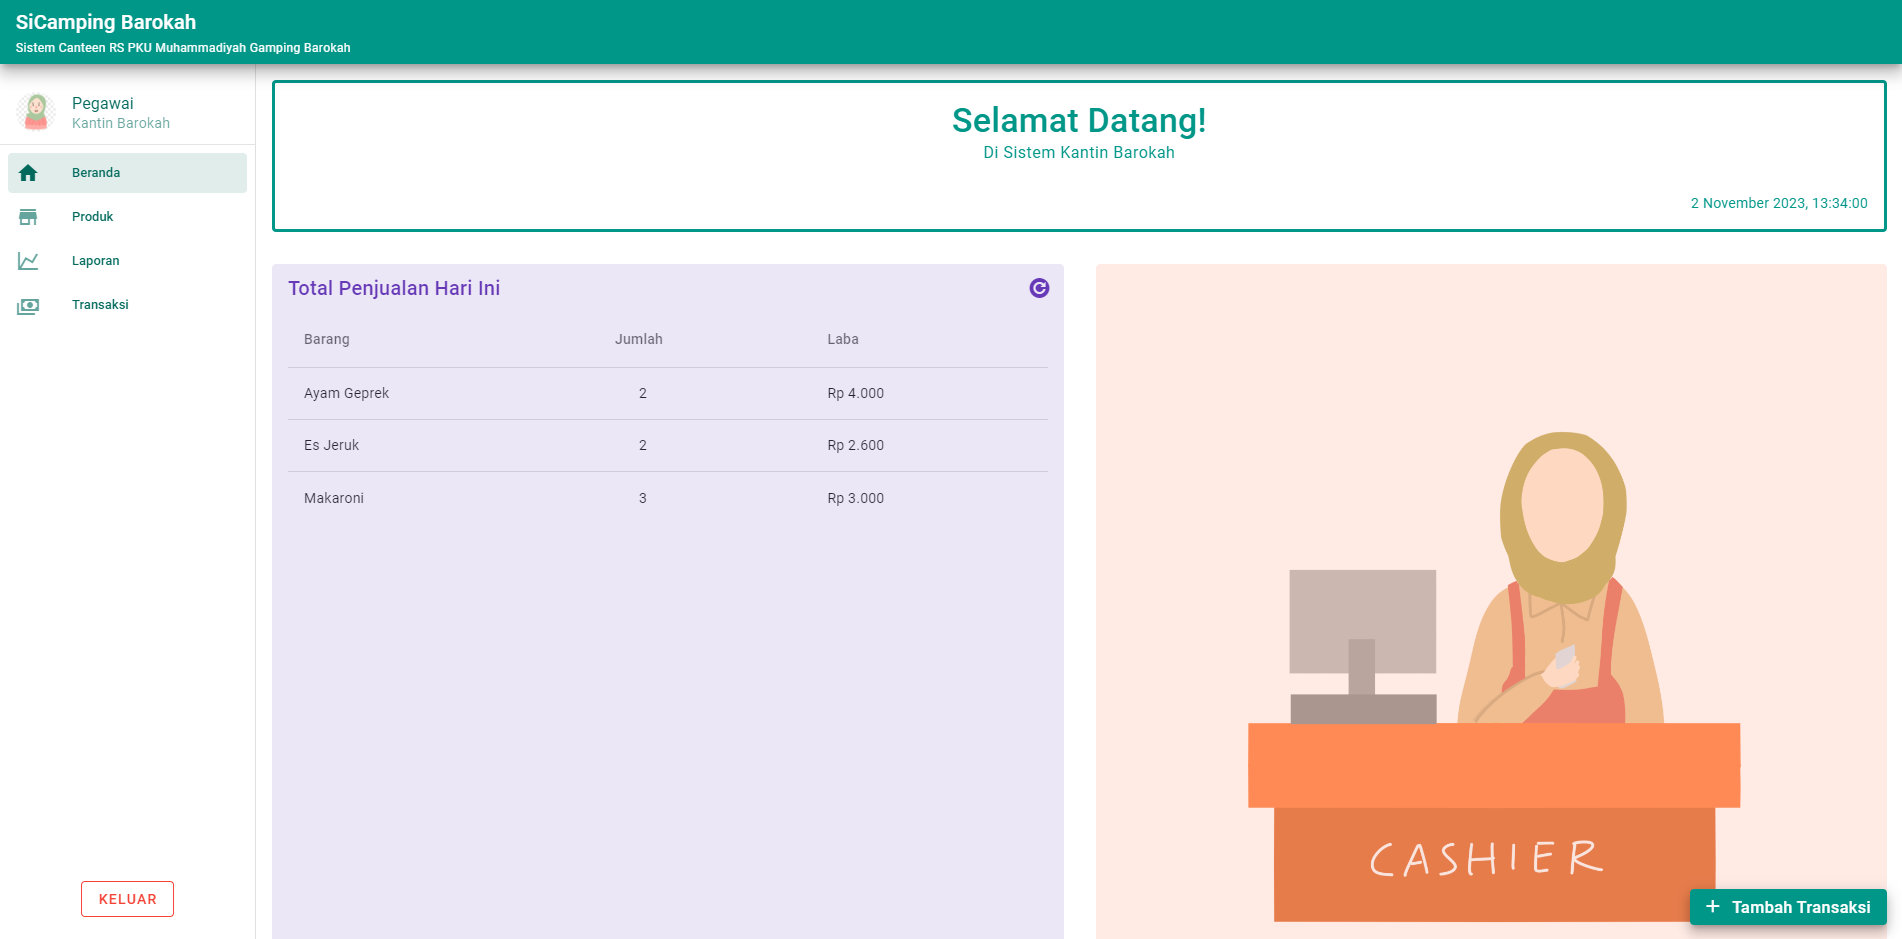 SiCamping Barokah
Sistem Canteen RS PKU Muhammadiyah Gamping Barokah
Pegawai
Kantin Barokah
Beranda
Produk
Laporan
Transaksi
KELUAR
Selamat Datang!
Di Sistem Kantin Barokah
2 November 2023, 13:34:00
Total Penjualan Hari Ini
Barang Jumlah Laba
Ayam Geprek 2 Rp 4.000
Es Jeruk 2 Rp 2.600
Makaroni 3 Rp 3.000
CASHIER
+ Tambah Transaksi